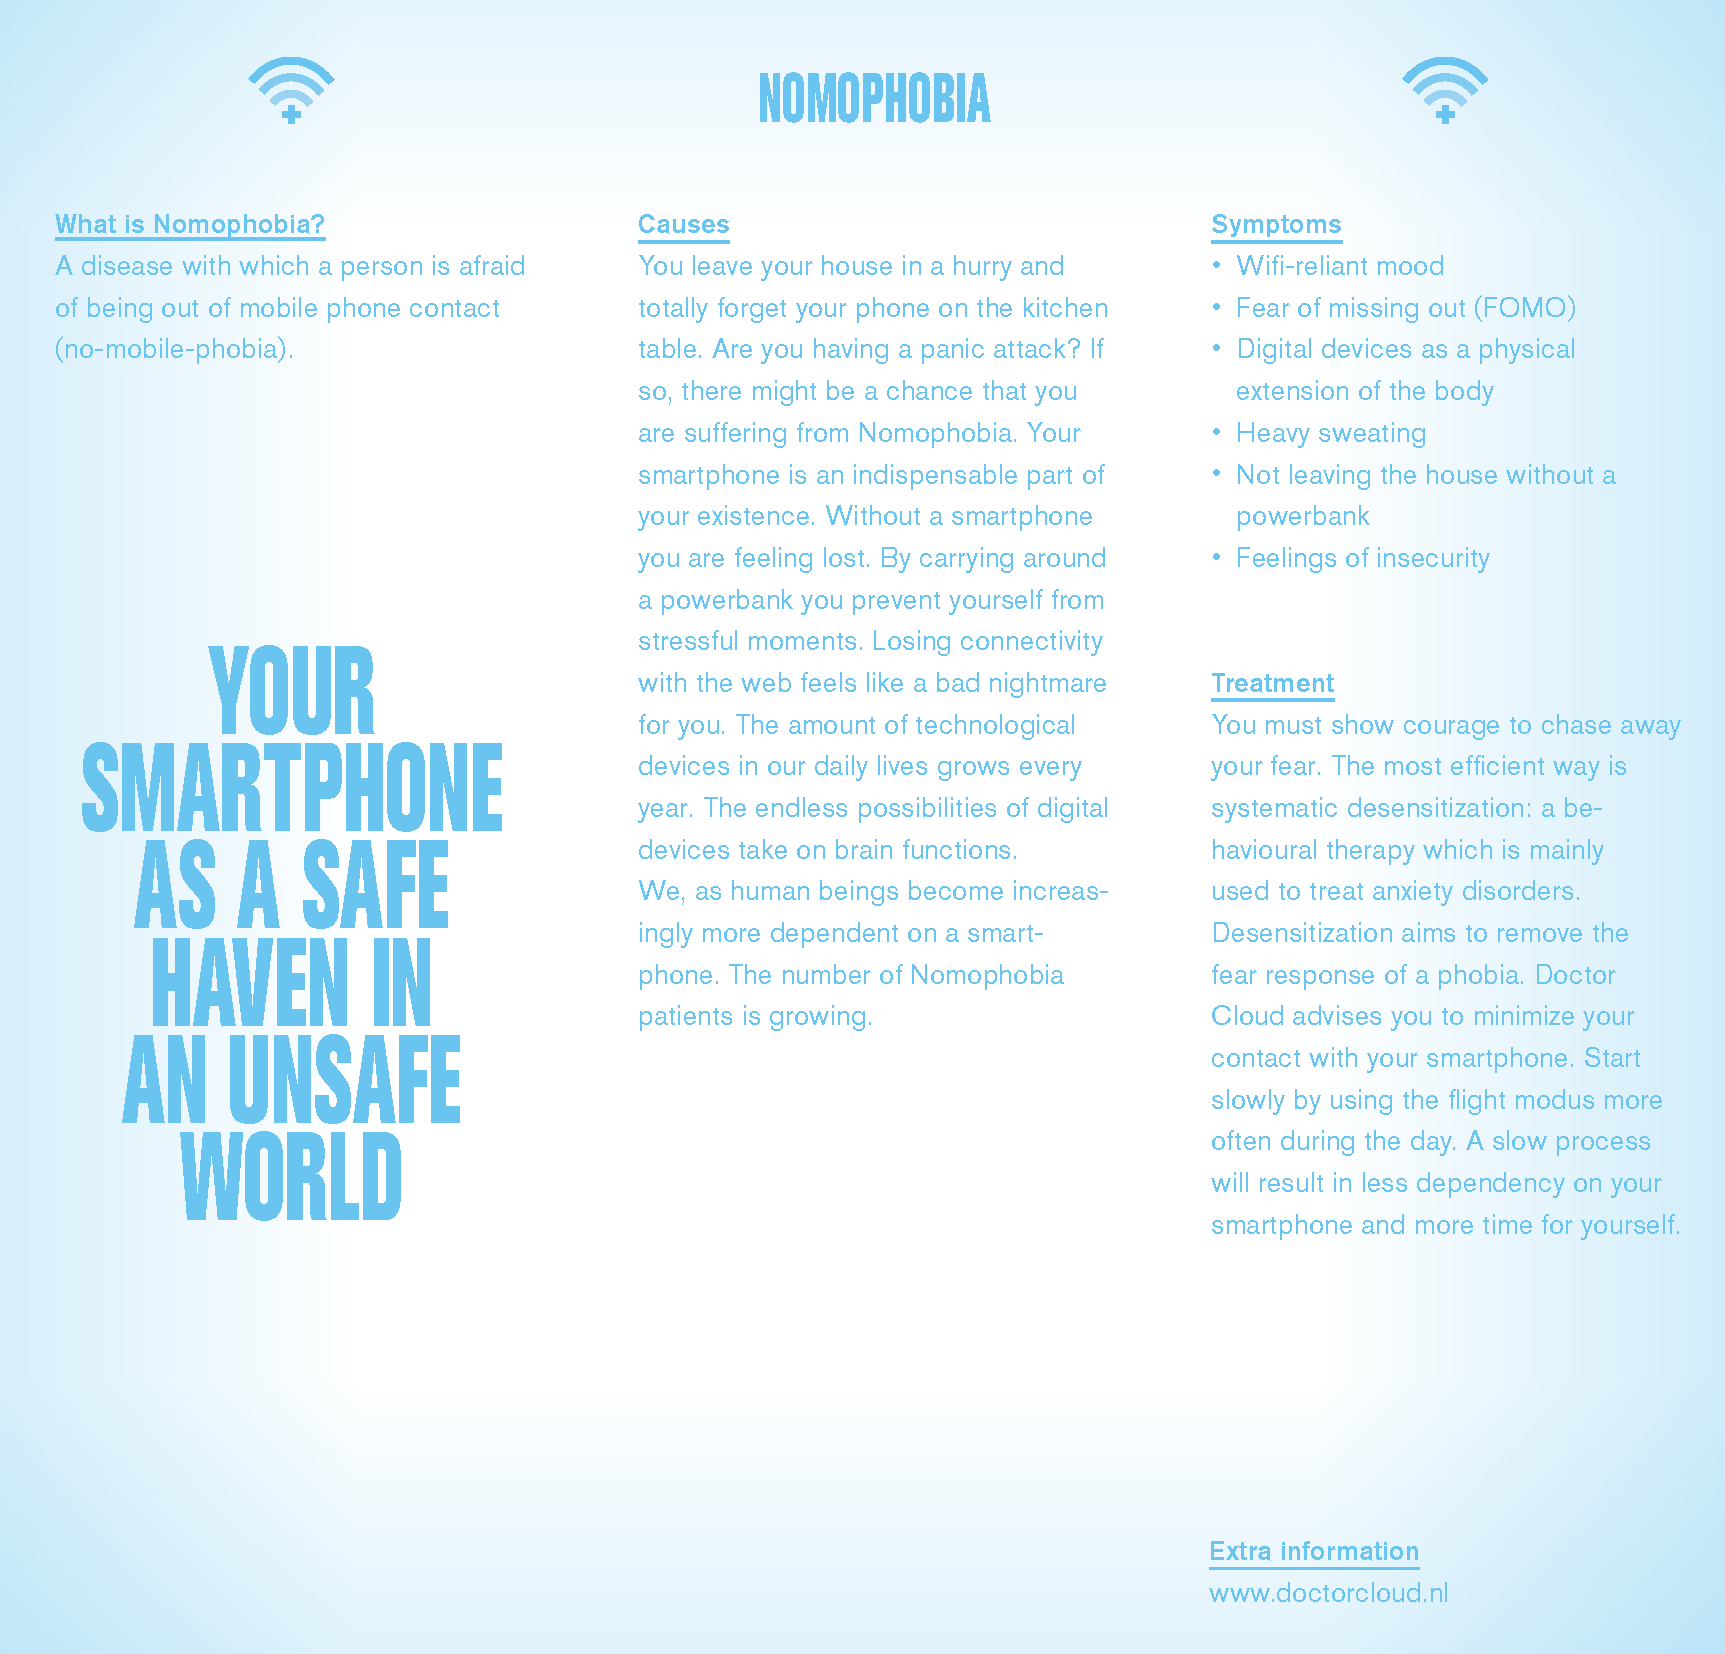 NOMOPHOBIA
What is Nomophobia?
A disease with which a person is afraid
of being out of mobile phone contact
(no-mobile-phobia).
YOUR
SMARTPHONE
AS A SAFE
HAVEN IN
AN UNSAFE
WORLD
Causes
You leave your house in a hurry and
totally forget your phone on the kitchen
table. Are you having a panic attack? If
so, there might be a chance that you
are suffering from Nomophobia. Your
smartphone is an indispensable part of
your existence. Without a smartphone
you are feeling lost. By carrying around
a powerbank you prevent yourself from
stressful moments. Losing connectivity
with the web feels like a bad nightmare
for you. The amount of technological
devices in our daily lives grows every
year. The endless possibilities of digital
devices take on brain functions.
We, as human beings become increas-
ingly more dependent on a smart-
phone. The number of Nomophobia
patients is growing.
Symptoms
• Wifi-reliant mood
• Fear of missing out (FOMO)
• Digital devices as a physical
extension of the body
• Heavy sweating
• Not leaving the house without a
powerbank
• Feelings of insecurity
Treatment
You must show courage to chase away
your fear. The most efficient way is
systematic desensitization: a be-
havioural therapy which is mainly
used to treat anxiety disorders.
Desensitization aims to remove the
fear response of a phobia. Doctor
Cloud advises you to minimize your
contact with your smartphone. Start
slowly by using the flight modus more
often during the day. A slow process
will result in less dependency on your
smartphone and more time for yourself.
Extra information
www.doctorcloud.nl